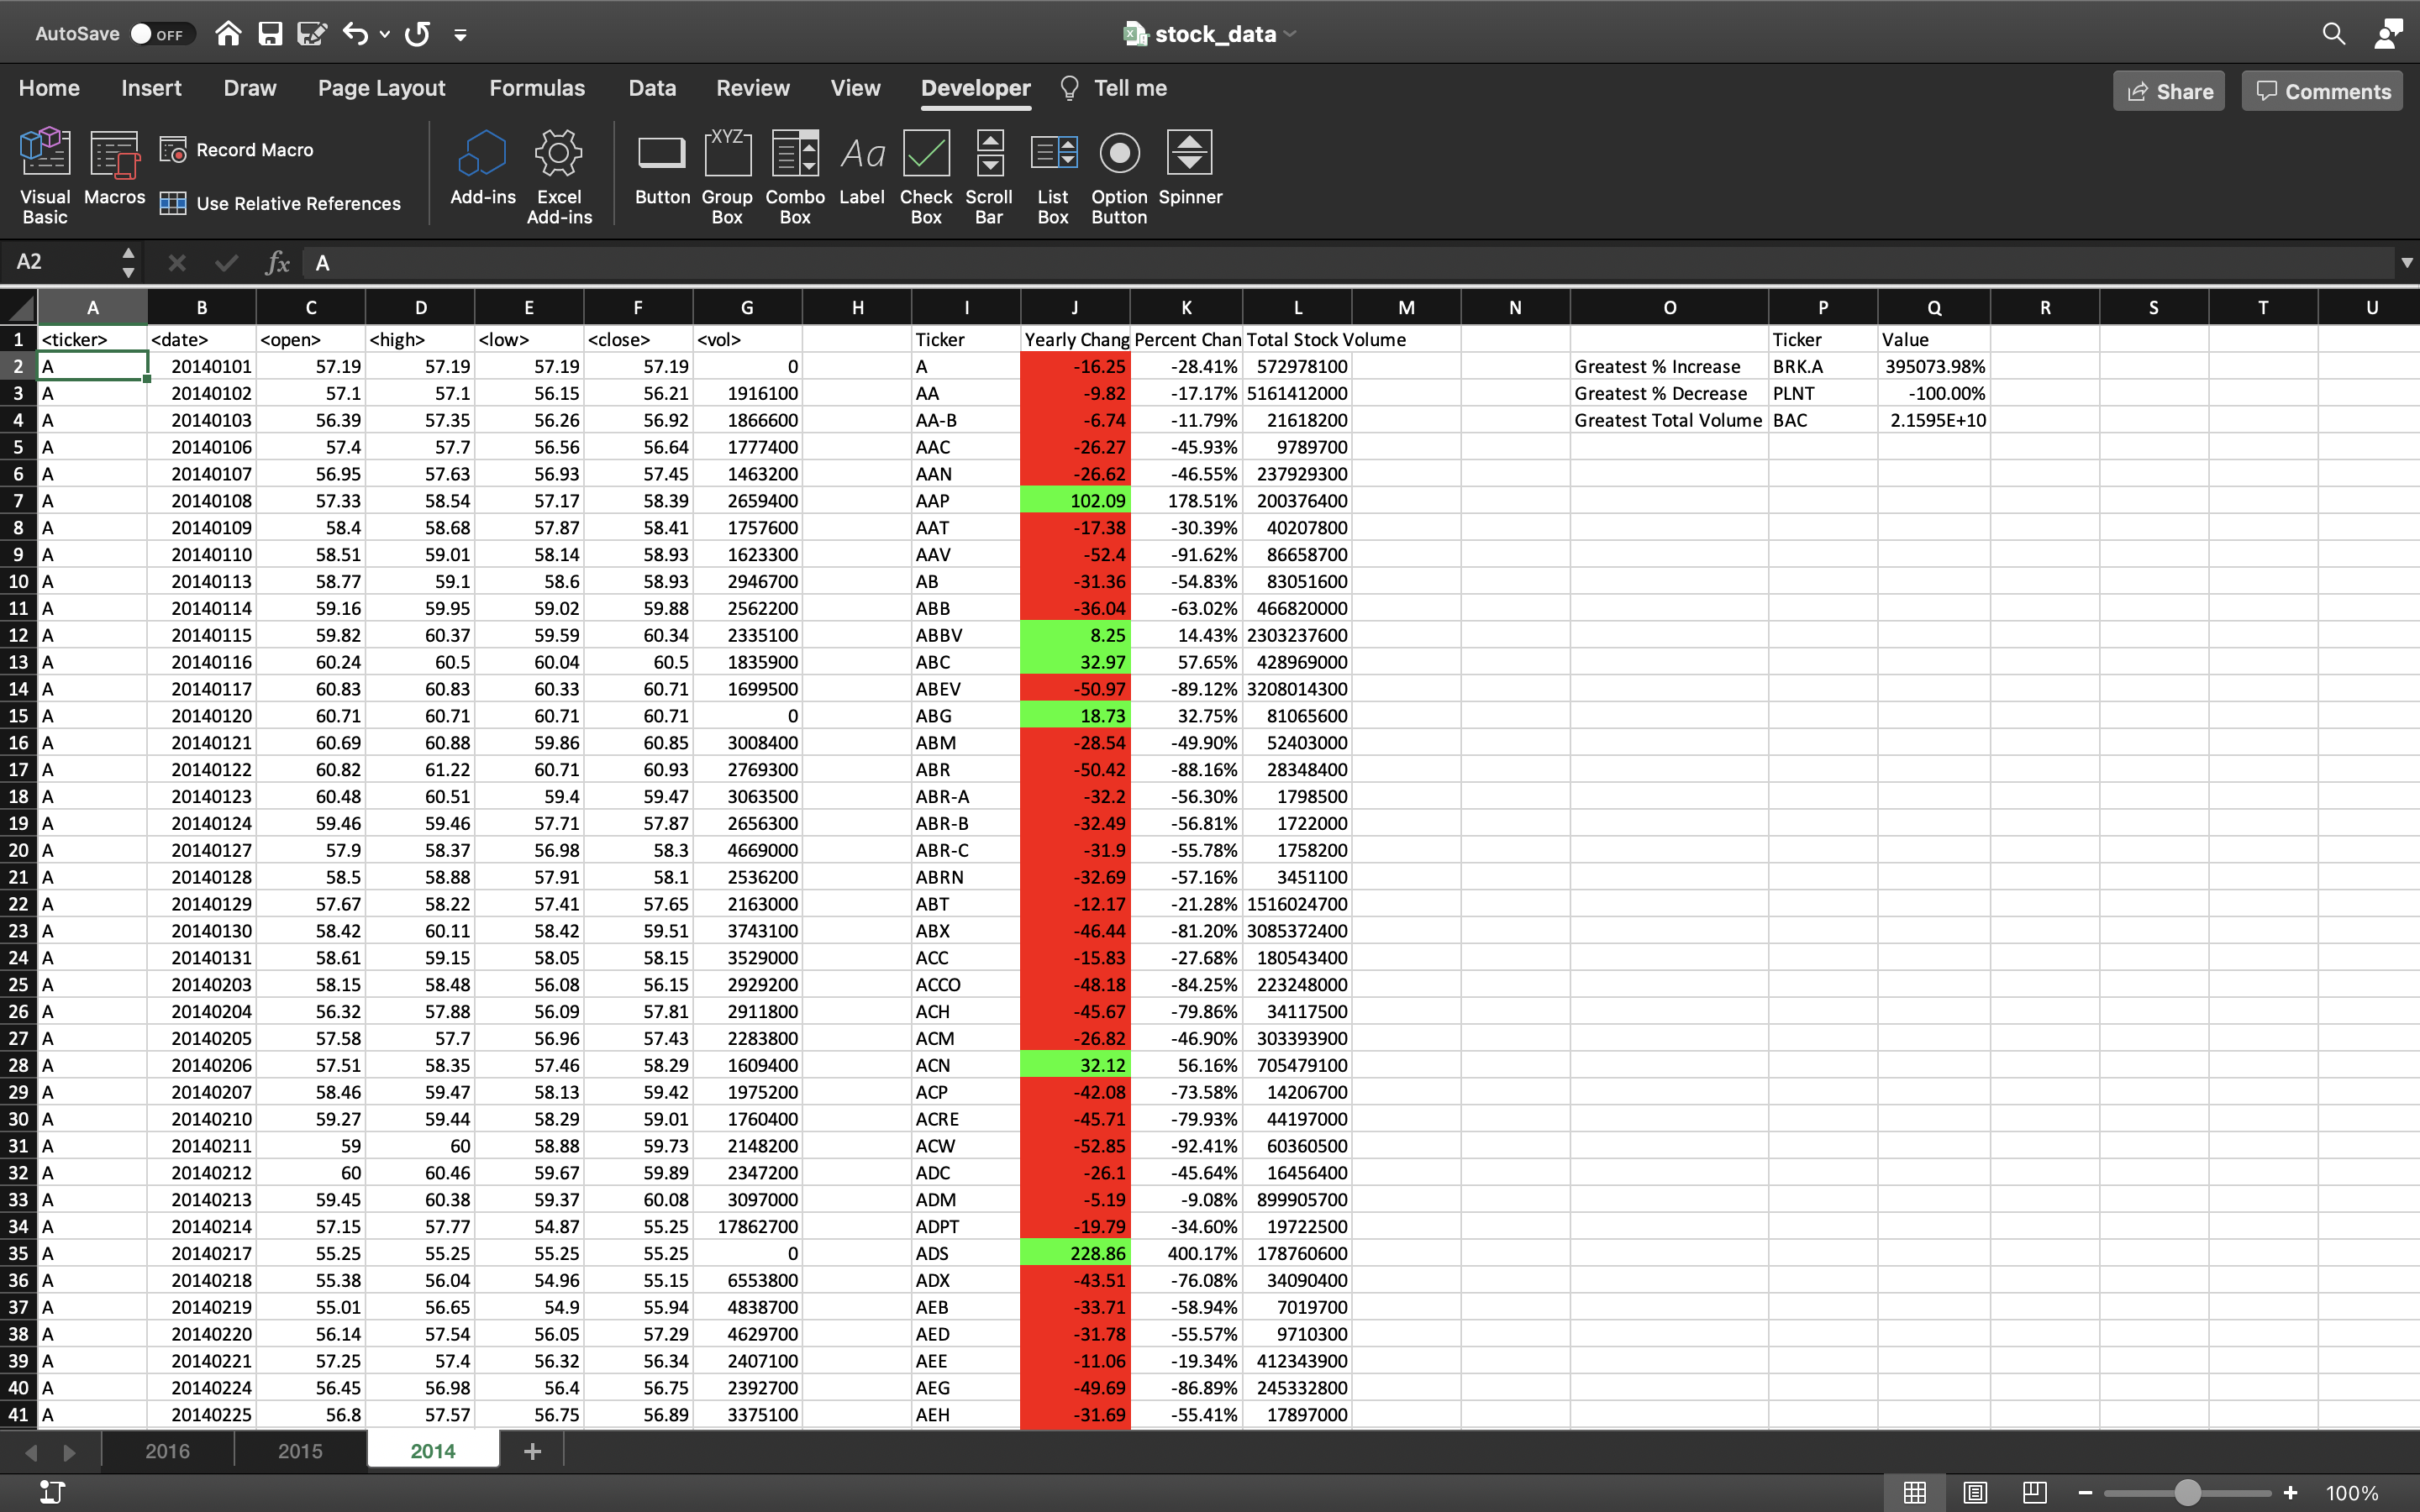 AutoSave OFF stock_data
Home Insert Draw Page Layout Formulas Data Review View Developer Tell me Share Comments
Visual Basic Macros Record Macro Use Relative References Add-ins Excel Add-ins Button XYZ Group Box Combo Box Aa Label Check Box Scroll Bar List Box Option Button Spinner
A2 fx A
A B C D E F G H I J K L M N O P Q R S T U
1 <ticker> <date> <open> <high> <low> <close> <vol> Ticker Yearly Chang Percent Chan Total Stock Volume Ticker Value
2 A 20140101 57.19 57.19 57.19 57.19 0 A -16.25 -28.41% 572978100 Greatest % Increase BRK.A 395073.98%
3 A 20140102 57.1 57.1 56.15 56.21 1916100 AA -9.82 -17.17% 5161412000 Greatest % Decrease PLNT -100.00%
4 A 20140103 56.39 57.35 56.26 56.92 1866600 AA-B -6.74 -11.79% 21618200 Greatest Total Volume BAC 2.1595E+10
5 A 20140106 57.4 57.7 56.56 56.64 1777400 AAC -26.27 -45.93% 9789700
6 A 20140107 56.95 57.63 56.93 57.45 1463200 AAN -26.62 -46.55% 237929300
7 A 20140108 57.33 58.54 57.17 58.39 2659400 AAP 102.09 178.51% 200376400
8 A 20140109 58.4 58.68 57.87 58.41 1757600 AAT -17.38 -30.39% 40207800
9 A 20140110 58.51 59.01 58.14 58.93 1623300 AAV -52.4 -91.62% 86658700
10 A 20140113 58.77 59.1 58.6 58.93 2946700 AB -31.36 -54.83% 83051600
11 A 20140114 59.16 59.95 59.02 59.88 2562200 ABB -36.04 -63.02% 466820000
12 A 20140115 59.82 60.37 59.59 60.34 2335100 ABBV 8.25 14.43% 2303237600
13 A 20140116 60.24 60.5 60.04 60.5 1835900 ABC 32.97 57.65% 428969000
14 A 20140117 60.83 60.83 60.33 60.71 1699500 ABEV -50.97 -89.12% 3208014300
15 A 20140120 60.71 60.71 60.71 60.71 0 ABG 18.73 32.75% 81065600
16 A 20140121 60.69 60.88 59.86 60.85 3008400 ABM -28.54 -49.90% 52403000
17 A 20140122 60.82 61.22 60.71 60.93 2769300 ABR -50.42 -88.16% 28348400
18 A 20140123 60.48 60.51 59.4 59.47 3063500 ABR-A -32.2 -56.30% 1798500
19 A 20140124 59.46 59.46 57.71 57.87 2656300 ABR-B -32.49 -56.81% 1722000
20 A 20140127 57.9 58.37 56.98 58.3 4669000 ABR-C -31.9 -55.78% 1758200
21 A 20140128 58.5 58.88 57.91 58.1 2536200 ABRN -32.69 -57.16% 3451100
22 A 20140129 57.67 58.22 57.41 57.65 2163000 ABT -12.17 -21.28% 1516024700
23 A 20140130 58.42 60.11 58.42 59.51 3743100 ABX -46.44 -81.20% 3085372400
24 A 20140131 58.61 59.15 58.05 58.15 3529000 ACC -15.83 -27.68% 180543400
25 A 20140203 58.15 58.48 56.08 56.15 2929200 ACCO -48.18 -84.25% 223248000
26 A 20140204 56.32 57.88 56.09 57.81 2911800 ACH -45.67 -79.86% 34117500
27 A 20140205 57.58 57.7 56.96 57.43 2283800 ACM -26.82 -46.90% 303393900
28 A 20140206 57.51 58.35 57.46 58.29 1609400 ACN 32.12 56.16% 705479100
29 A 20140207 58.46 59.47 58.13 59.42 1975200 ACP -42.08 -73.58% 14206700
30 A 20140210 59.27 59.44 58.29 59.01 1760400 ACRE -45.71 -79.93% 44197000
31 A 20140211 59 60 58.88 59.73 2148200 ACW -52.85 -92.41% 60360500
32 A 20140212 60 60.46 59.67 59.89 2347200 ADC -26.1 -45.64% 16456400
33 A 20140213 59.45 60.38 59.37 60.08 3097000 ADM -5.19 -9.08% 899905700
34 A 20140214 57.15 57.77 54.87 55.25 17862700 ADPT -19.79 -34.60% 19722500
35 A 20140217 55.25 55.25 55.25 55.25 0 ADS 228.86 400.17% 178760600
36 A 20140218 55.38 56.04 54.96 55.15 6553800 ADX -43.51 -76.08% 34090400
37 A 20140219 55.01 56.65 54.9 55.94 4838700 AEB -33.71 -58.94% 7019700
38 A 20140220 56.14 57.54 56.05 57.29 4629700 AED -31.78 -55.57% 9710300
39 A 20140221 57.25 57.4 56.32 56.34 2407100 AEE -11.06 -19.34% 412343900
40 A 20140224 56.45 56.98 56.4 56.75 2392700 AEG -49.69 -86.89% 245332800
41 A 20140225 56.8 57.57 56.75 56.89 3375100 AEH -31.69 -55.41% 17897000
2016 2015 2014 +
− + 100%